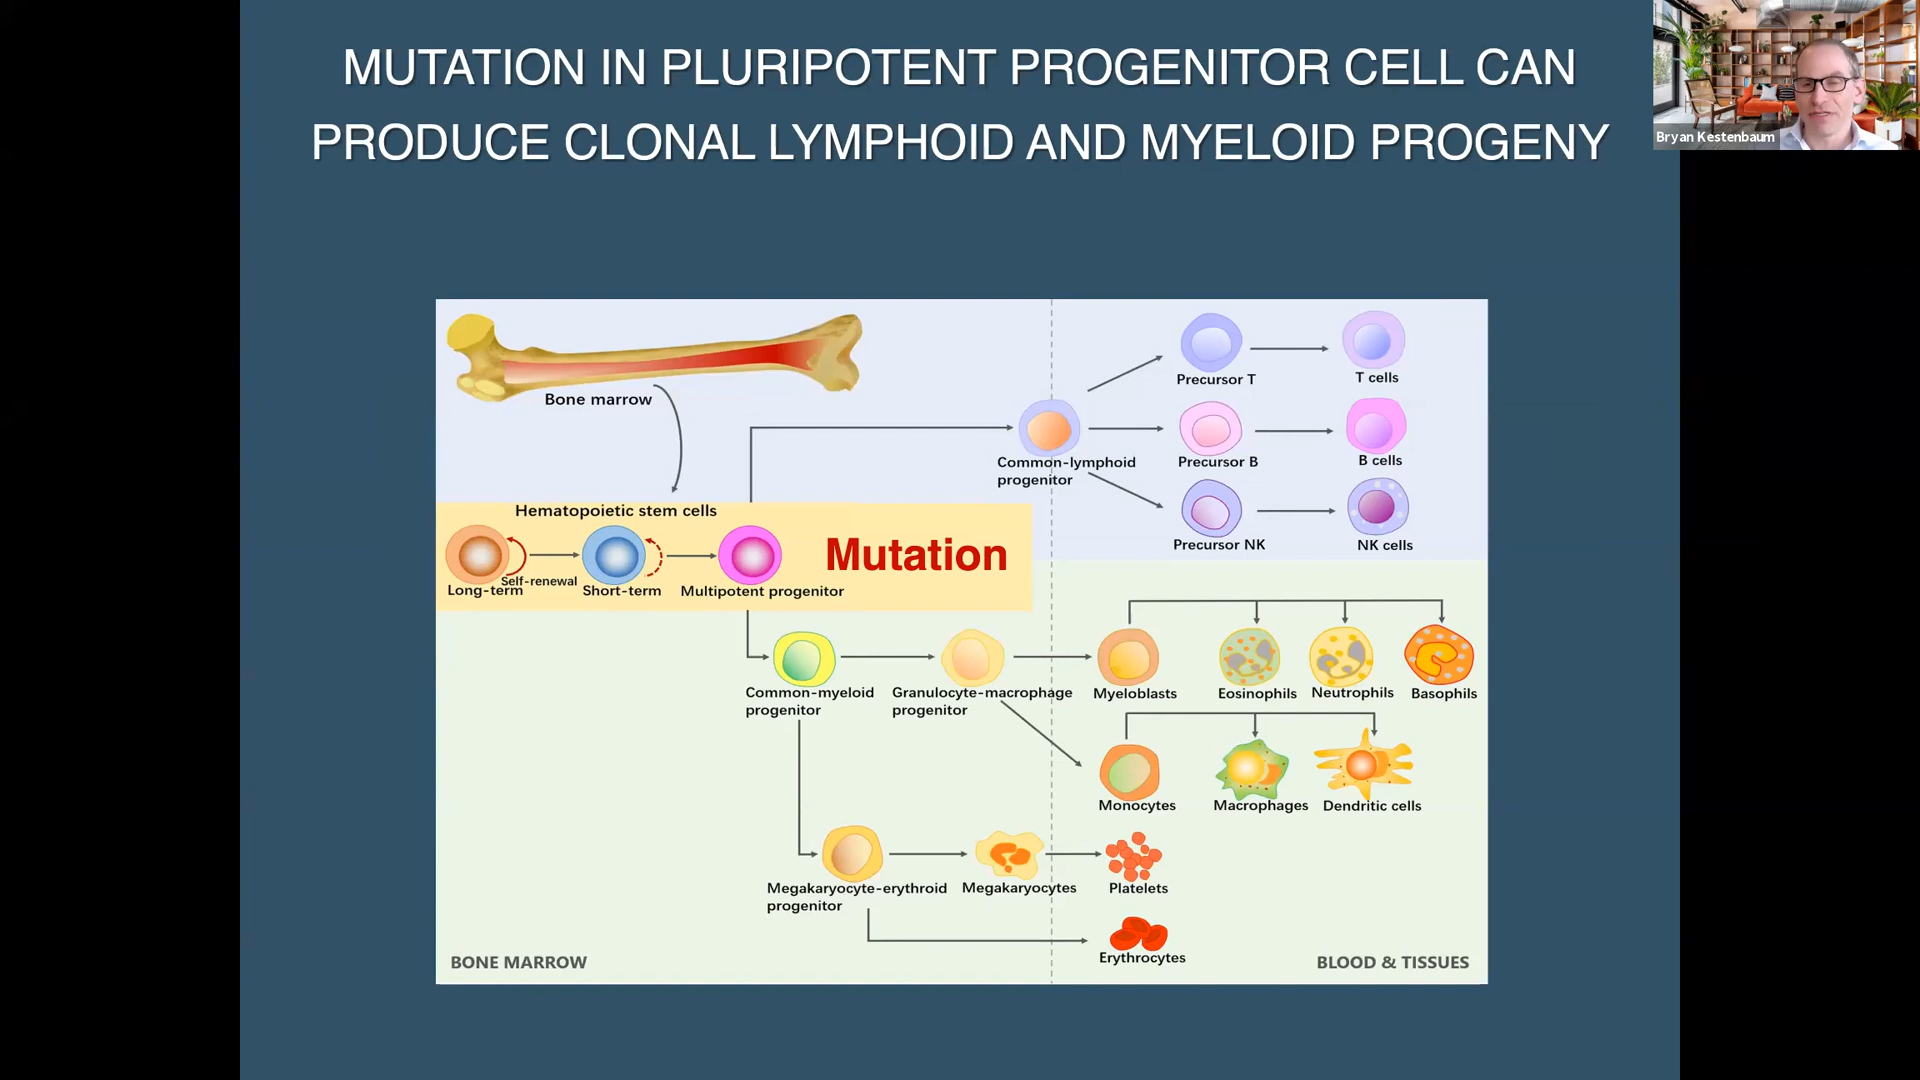 MUTATION IN PLURIPOTENT PROGENITOR CELL CAN
PRODUCE CLONAL LYMPHOID AND MYELOID PROGENY
Bryan Kestenbaum
Bone marrow
Precursor T
T cells
Common-lymphoid
progenitor
Precursor B
B cells
Precursor NK
NK cells
Hematopoietic stem cells
Mutation
Self-renewal
Long-term
Short-term
Multipotent progenitor
Common-myeloid
progenitor
Granulocyte-macrophage
progenitor
Myeloblasts
Eosinophils
Neutrophils
Basophils
Monocytes
Macrophages
Dendritic cells
Megakaryocyte-erythroid
progenitor
Megakaryocytes
Platelets
Erythrocytes
BONE MARROW
BLOOD & TISSUES